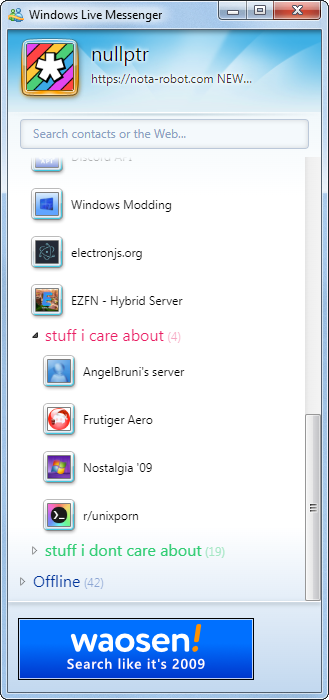 Windows Live Messenger
nullptr
https://nota-robot.com NEW...
Search contacts or the Web...
Discord API
Windows Modding
electronjs.org
EZFN - Hybrid Server
stuff i care about (4)
AngelBruni's server
Frutiger Aero
Nostalgia '09
r/unixporn
stuff i dont care about (19)
Offline (42)
waosen!
Search like it's 2009